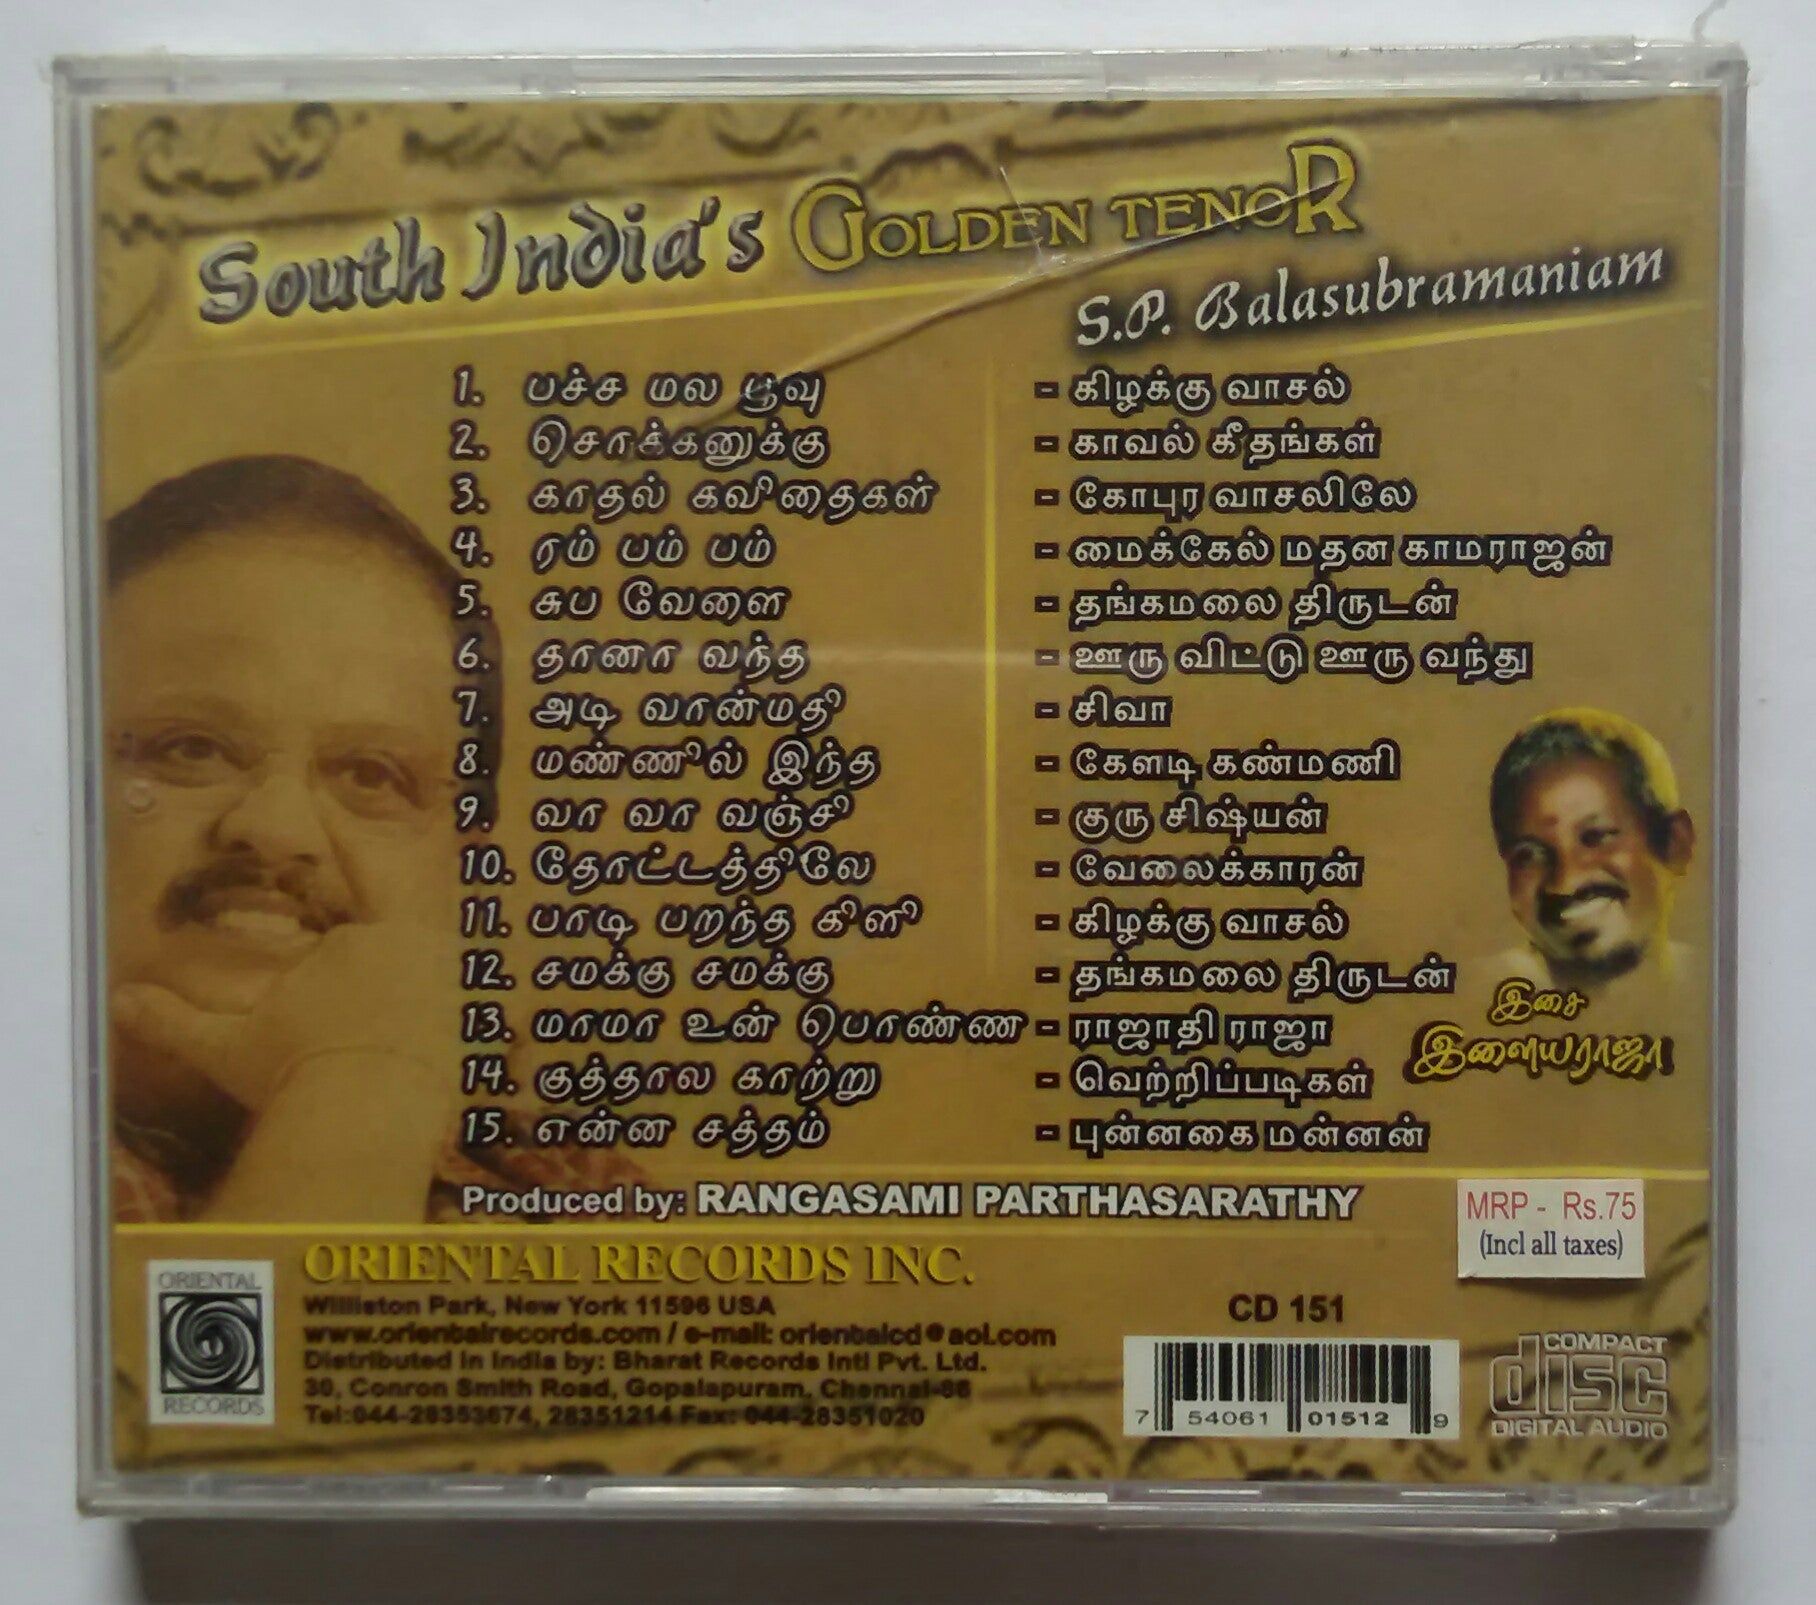 South India's GOLDEN TENOR
S.P. Balasubramaniam
1. பச்ச மல பூவு - கிழக்கு வாசல்
2. சொக்கனுக்கு - காவல் கீதங்கள்
3. காதல் கவிதைகள் - கோபுர வாசலிலே
4. ரம் பம் பம் - மைக்கேல் மதன காமராஜன்
5. சுப வேளை - தங்கமலை திருடன்
6. தானா வந்த - ஊரு விட்டு ஊரு வந்து
7. அடி வான்மதி - சிவா
8. மண்ணில் இந்த - கேளடி கண்மணி
9. வா வா வஞ்சி - குரு சிஷ்யன்
10. தோட்டத்திலே - வேலைக்காரன்
11. பாடி பறந்த கிளி - கிழக்கு வாசல்
12. சமக்கு சமக்கு - தங்கமலை திருடன்
13. மாமா உன் பொண்ண - ராஜாதி ராஜா
14. குத்தால காற்று - வெற்றிப்படிகள்
15. என்ன சத்தம் - புன்னகை மன்னன்
இசை
இளையராஜா
Produced by: RANGASAMI PARTHASARATHY
MRP - Rs.75
(Incl all taxes)
ORIENTAL RECORDS INC.
Williston Park, New York 11596 USA
www.orientalrecords.com / e-mail: orientalcd@aol.com
Distributed in India by: Bharat Records Intl Pvt. Ltd.
30, Conron Smith Road, Gopalapuram, Chennai-86
Tel:044-28353674, 28351214 Fax: 044-28351020
ORIENTAL
RECORDS
CD 151
7 54061 01512 9
COMPACT
disc
DIGITAL AUDIO